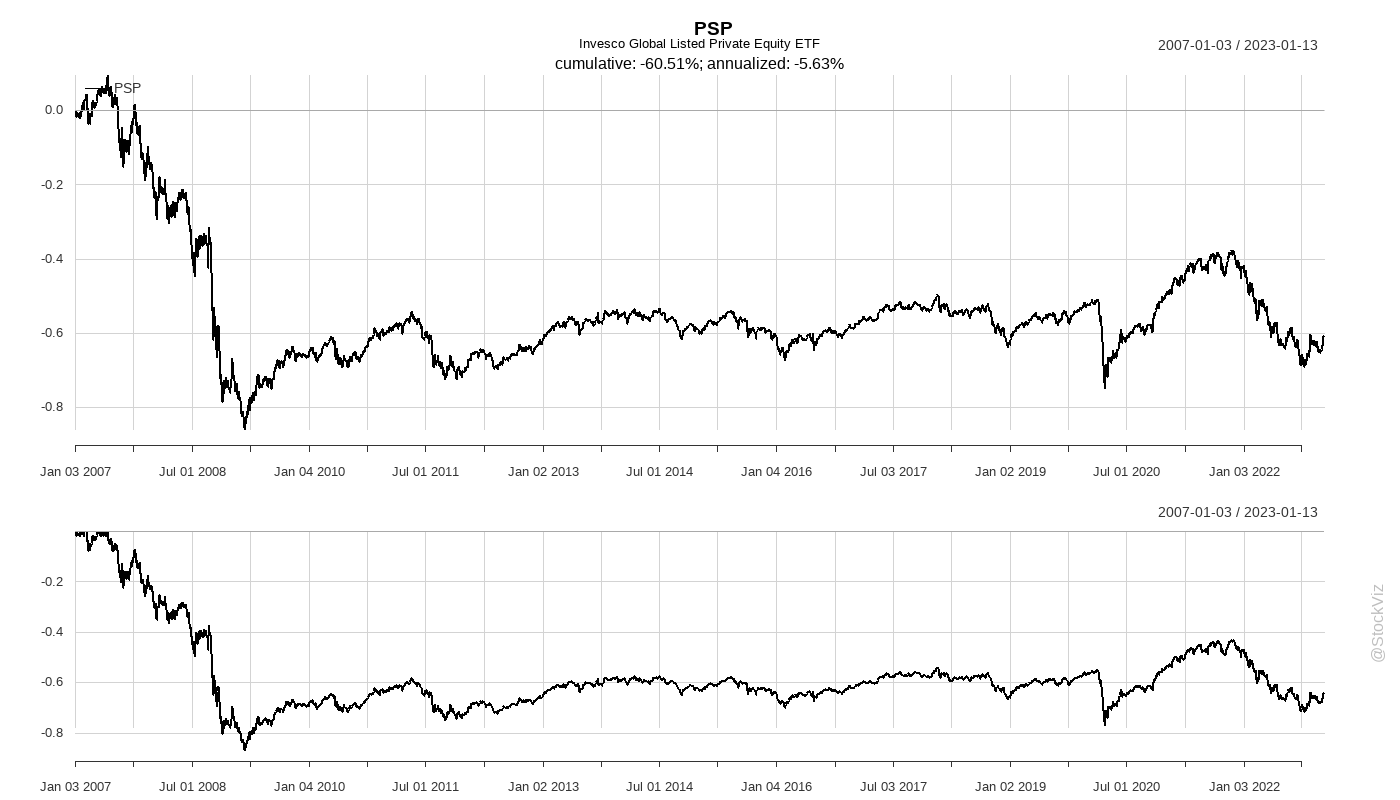 PSP
Invesco Global Listed Private Equity ETF
cumulative: -60.51%; annualized: -5.63%
2007-01-03 / 2023-01-13
PSP
0.0
-0.2
-0.4
-0.6
-0.8
Jan 03 2007 Jul 01 2008 Jan 04 2010 Jul 01 2011 Jan 02 2013 Jul 01 2014 Jan 04 2016 Jul 03 2017 Jan 02 2019 Jul 01 2020 Jan 03 2022
2007-01-03 / 2023-01-13
-0.2
-0.4
-0.6
-0.8
Jan 03 2007 Jul 01 2008 Jan 04 2010 Jul 01 2011 Jan 02 2013 Jul 01 2014 Jan 04 2016 Jul 03 2017 Jan 02 2019 Jul 01 2020 Jan 03 2022
@StockViz